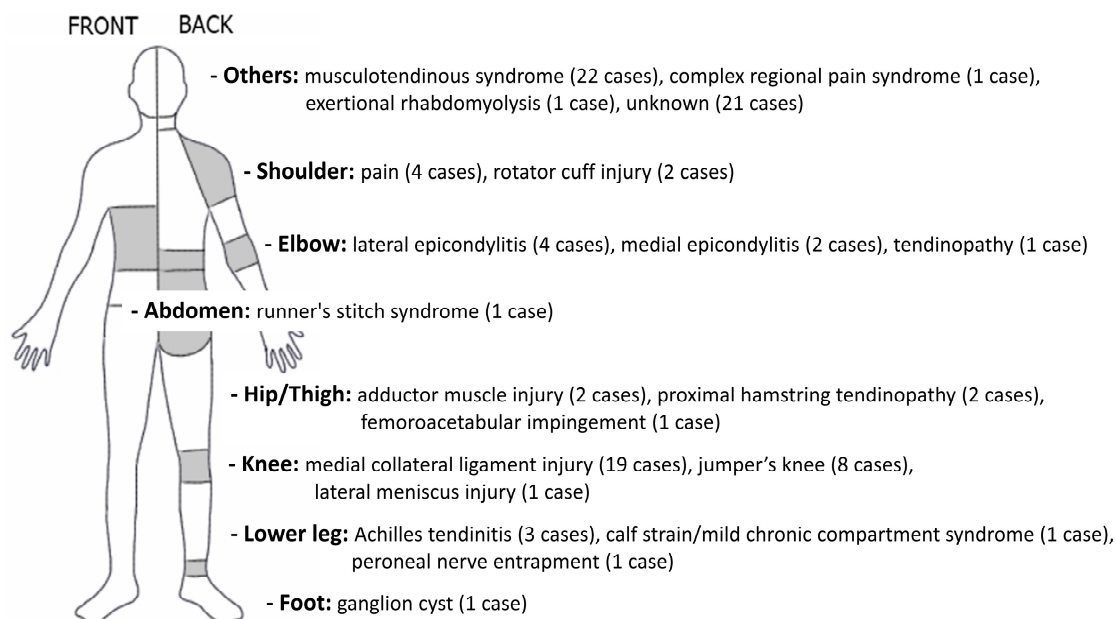 FRONT BACK
- Others: musculotendinous syndrome (22 cases), complex regional pain syndrome (1 case),
exertional rhabdomyolysis (1 case), unknown (21 cases)
- Shoulder: pain (4 cases), rotator cuff injury (2 cases)
- Elbow: lateral epicondylitis (4 cases), medial epicondylitis (2 cases), tendinopathy (1 case)
- Abdomen: runner's stitch syndrome (1 case)
- Hip/Thigh: adductor muscle injury (2 cases), proximal hamstring tendinopathy (2 cases),
femoroacetabular impingement (1 case)
- Knee: medial collateral ligament injury (19 cases), jumper’s knee (8 cases),
lateral meniscus injury (1 case)
- Lower leg: Achilles tendinitis (3 cases), calf strain/mild chronic compartment syndrome (1 case),
peroneal nerve entrapment (1 case)
- Foot: ganglion cyst (1 case)